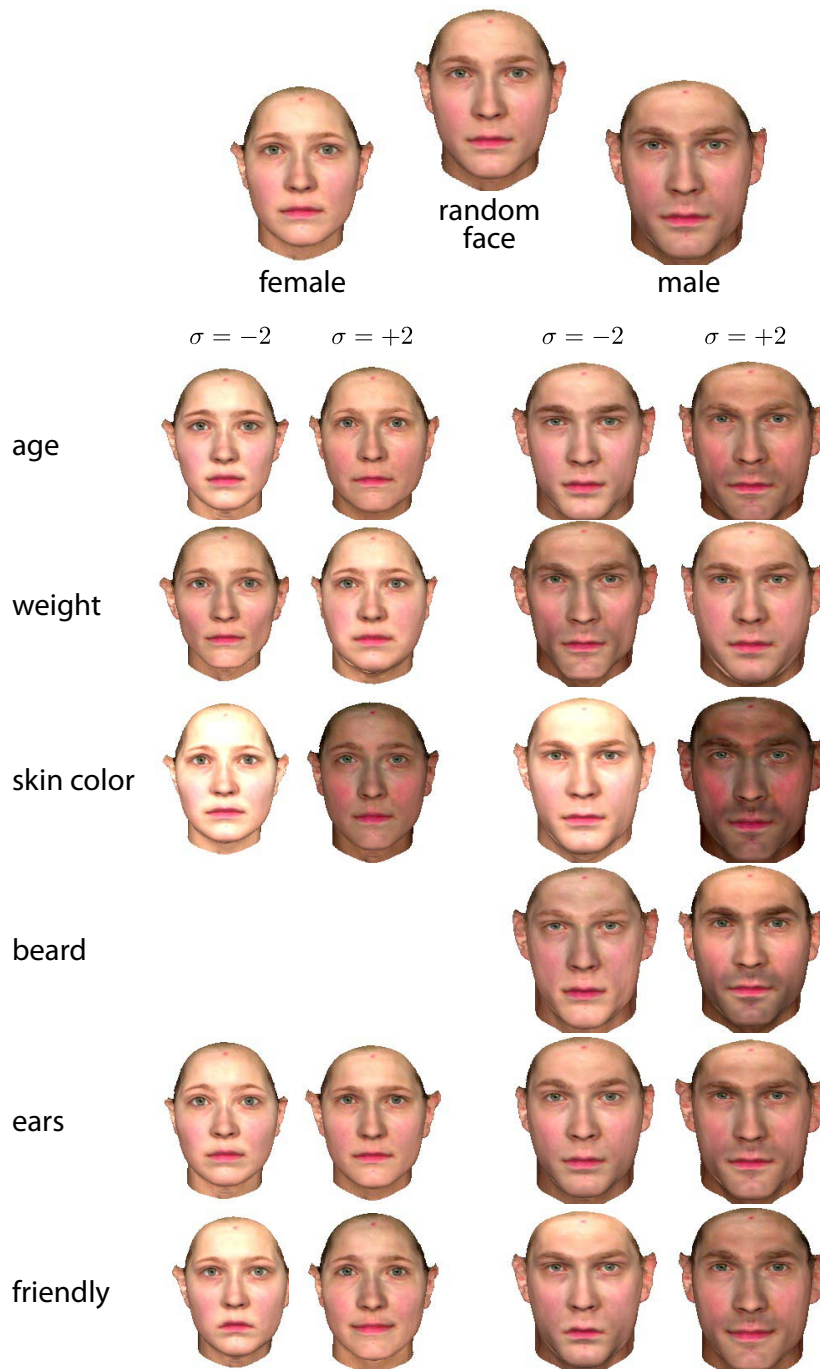 random
face
female
male
σ = −2
σ = +2
σ = −2
σ = +2
age
weight
skin color
beard
ears
friendly